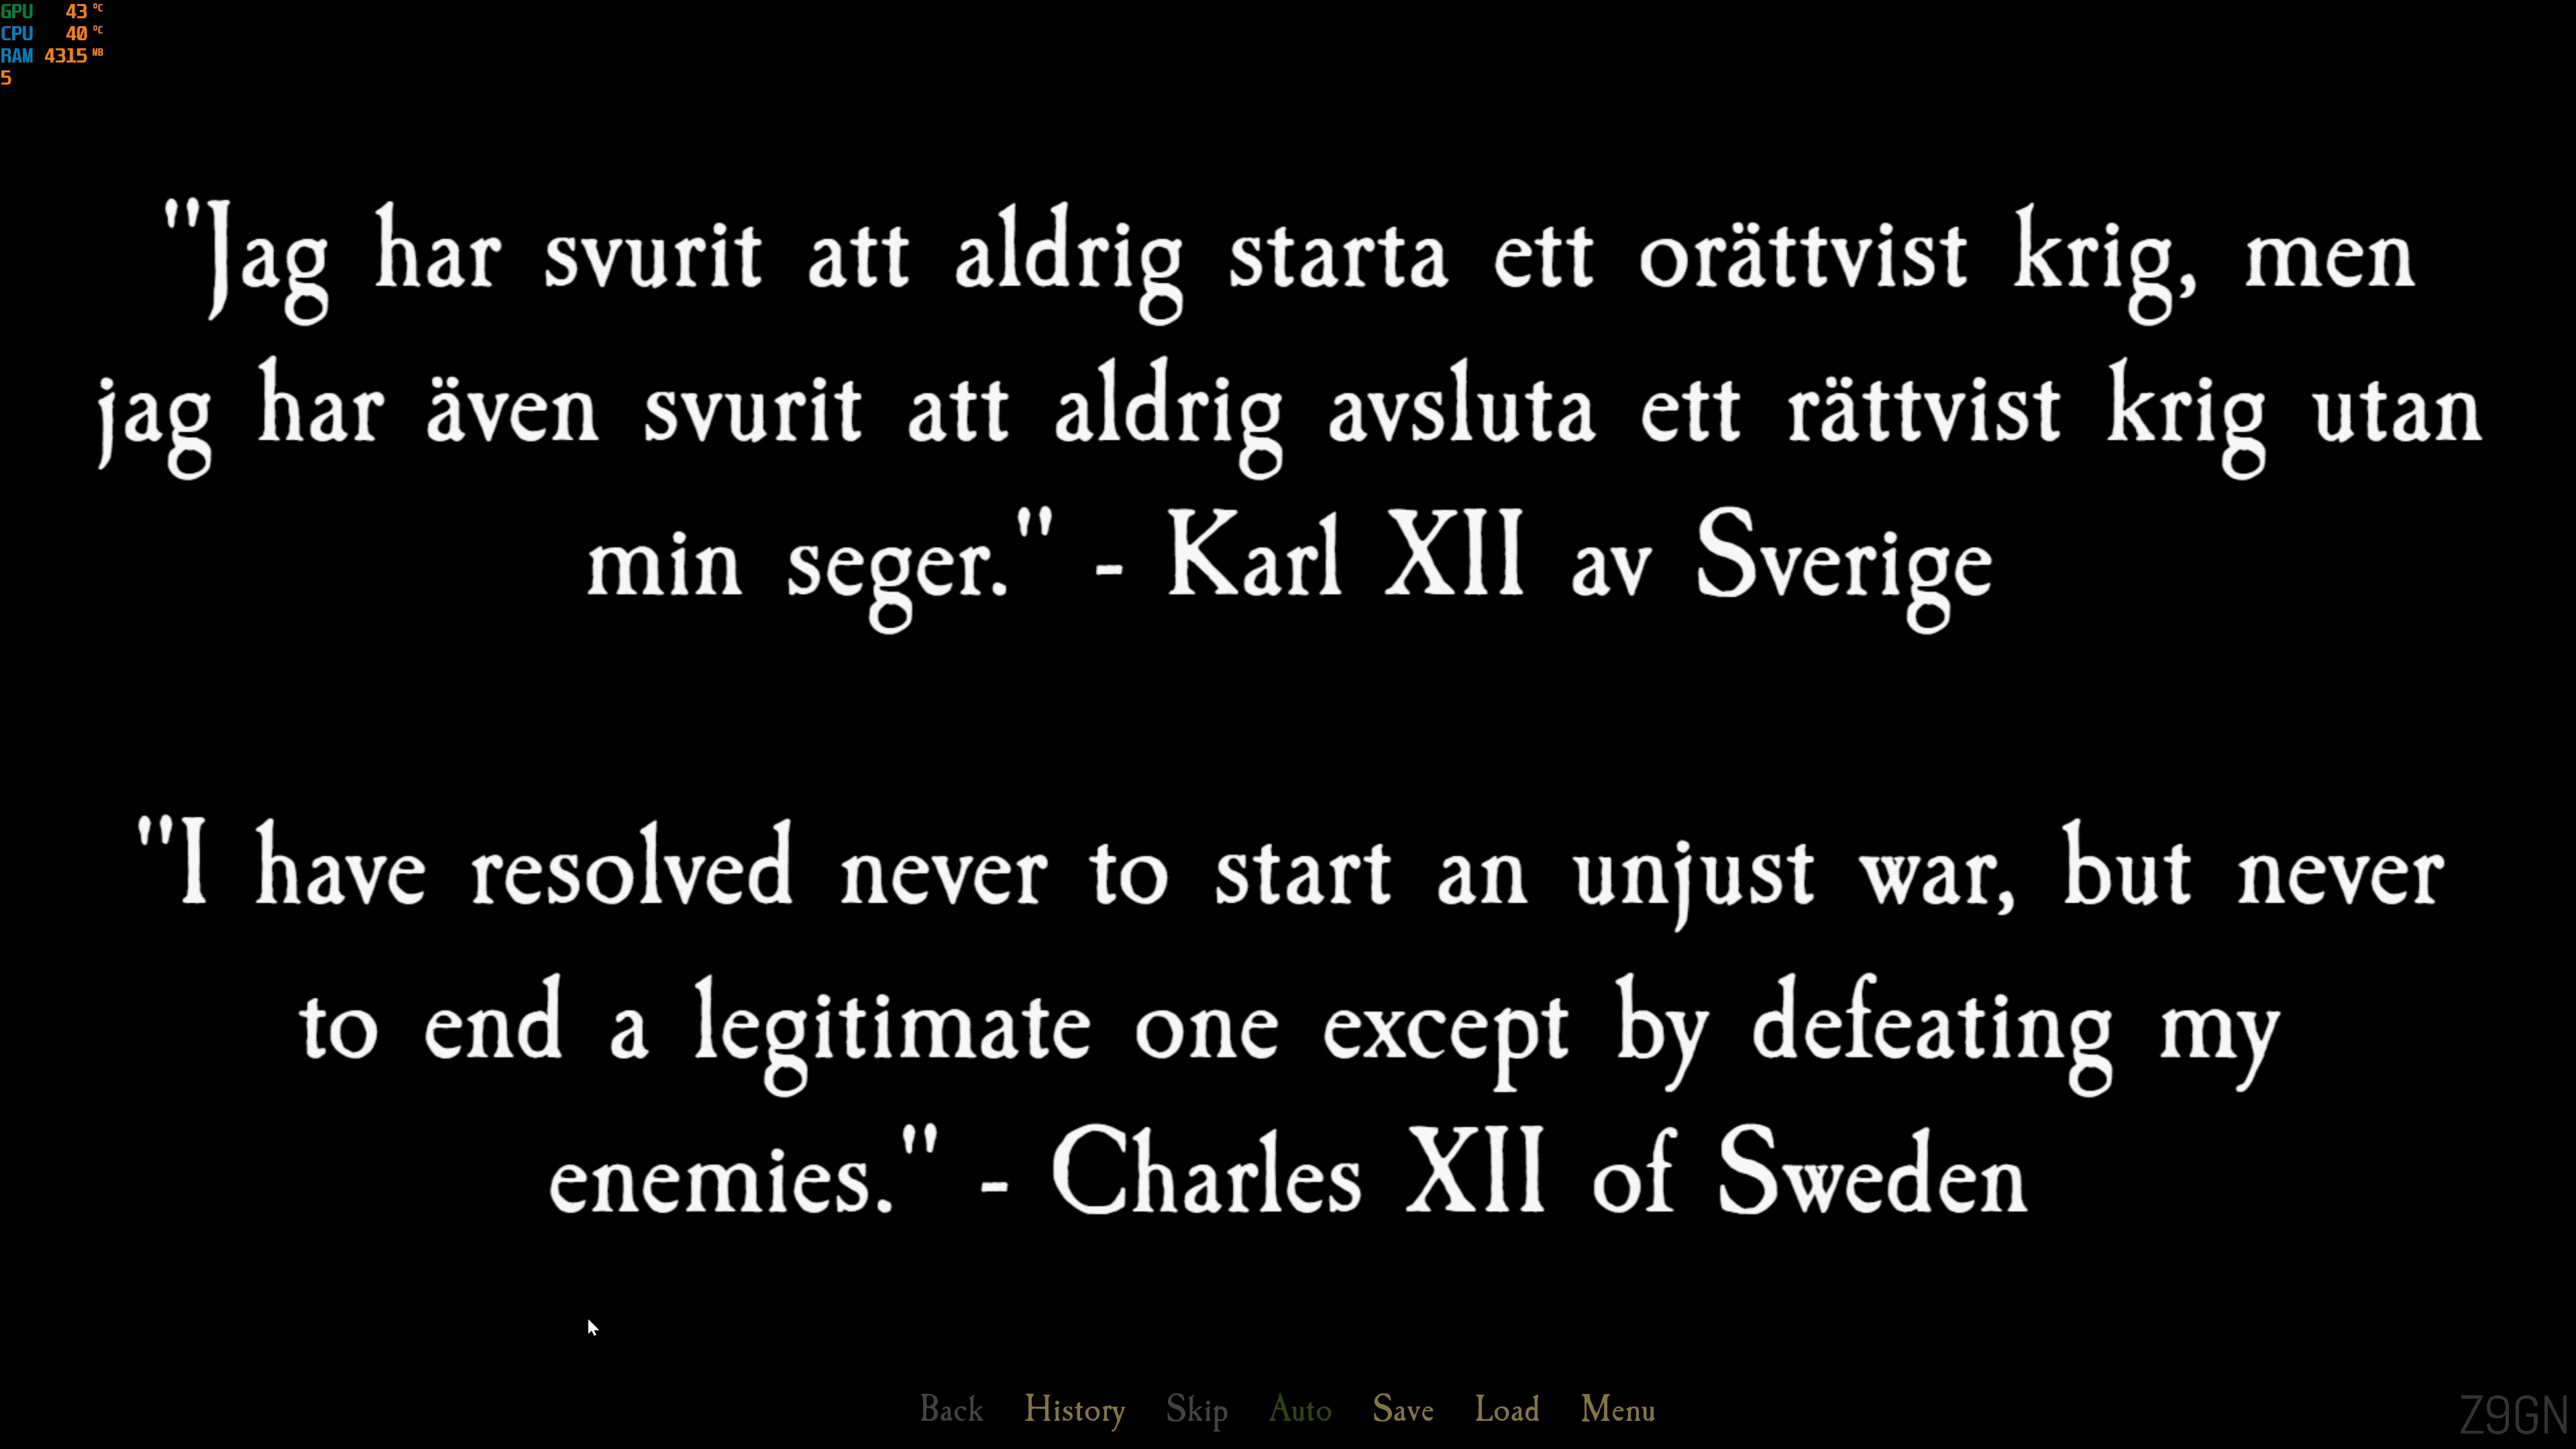 GPU 43 °C
CPU 40 °C
RAM 4315 MB
5
"Jag har svurit att aldrig starta ett orättvist krig, men
jag har även svurit att aldrig avsluta ett rättvist krig utan
min seger." - Karl XII av Sverige
"I have resolved never to start an unjust war, but never
to end a legitimate one except by defeating my
enemies." - Charles XII of Sweden
Back History Skip Auto Save Load Menu
Z9GN